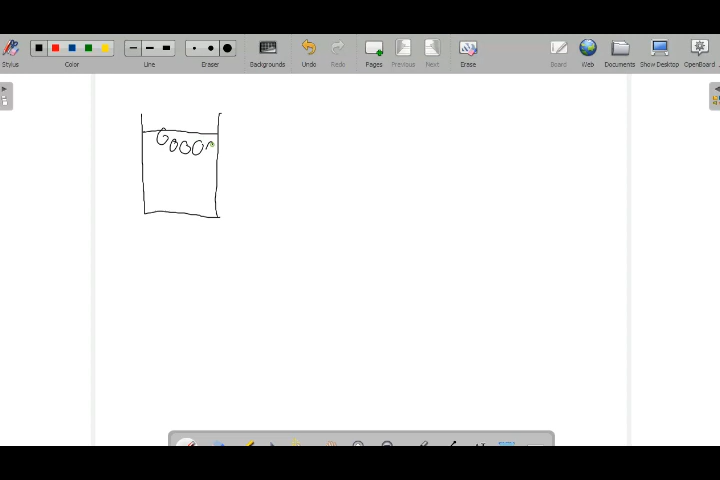 Stylus Color Line Eraser Backgrounds Undo Redo Pages Previous Next Erase Board Web Documents Show Desktop OpenBoard